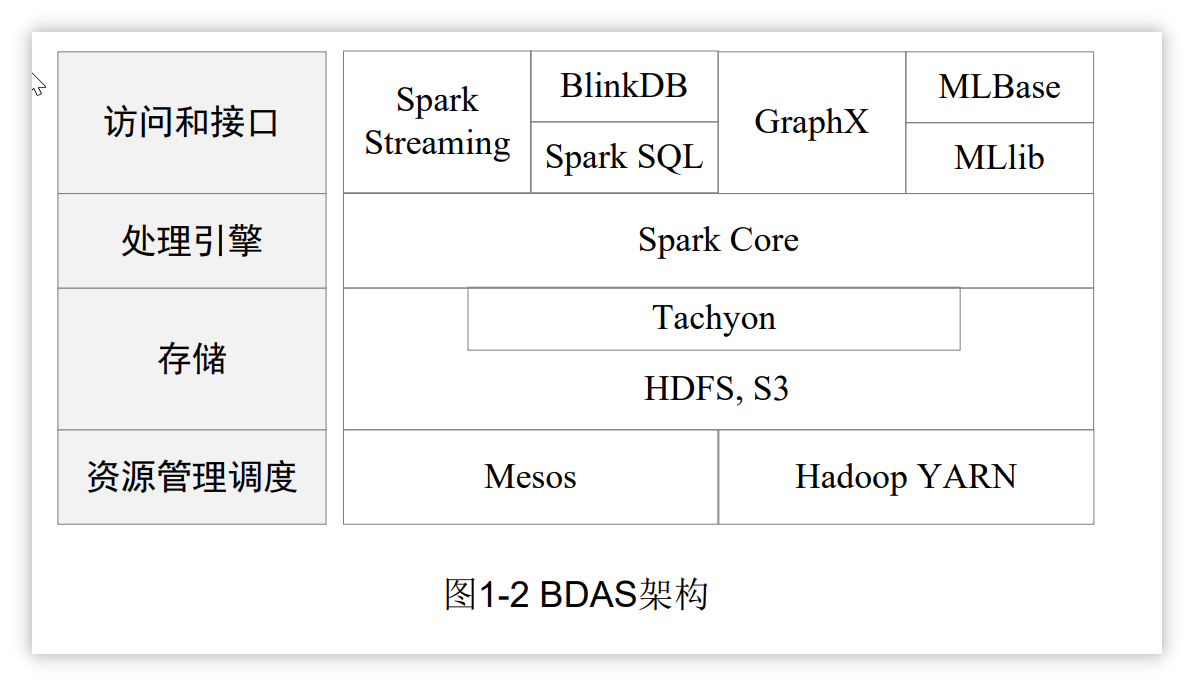 访问和接口
Spark
Streaming
BlinkDB
Spark SQL
GraphX
MLBase
MLlib
处理引擎
Spark Core
存储
Tachyon
HDFS, S3
资源管理调度
Mesos
Hadoop YARN
图1-2 BDAS架构